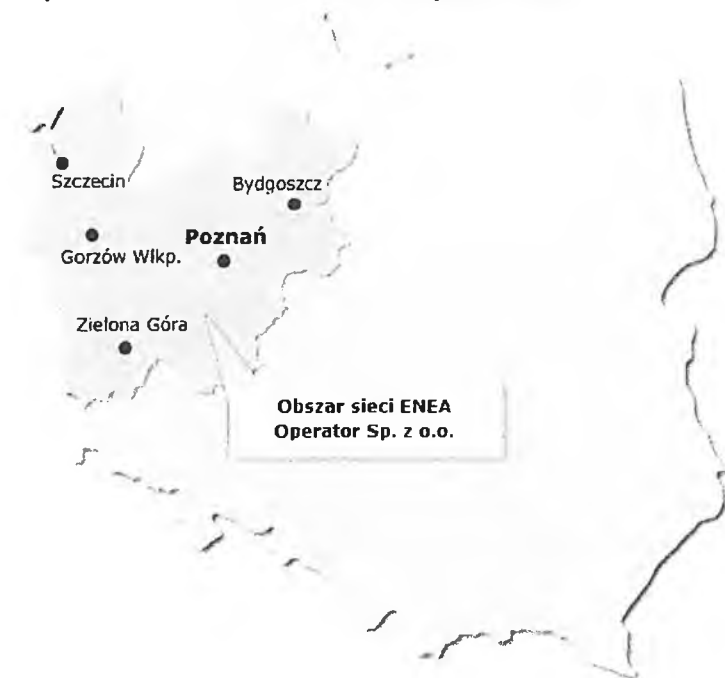 Szczecin
Bydgoszcz
Gorzów Wlkp.
Poznań
Zielona Góra
Obszar sieci ENEA
Operator Sp. z o.o.